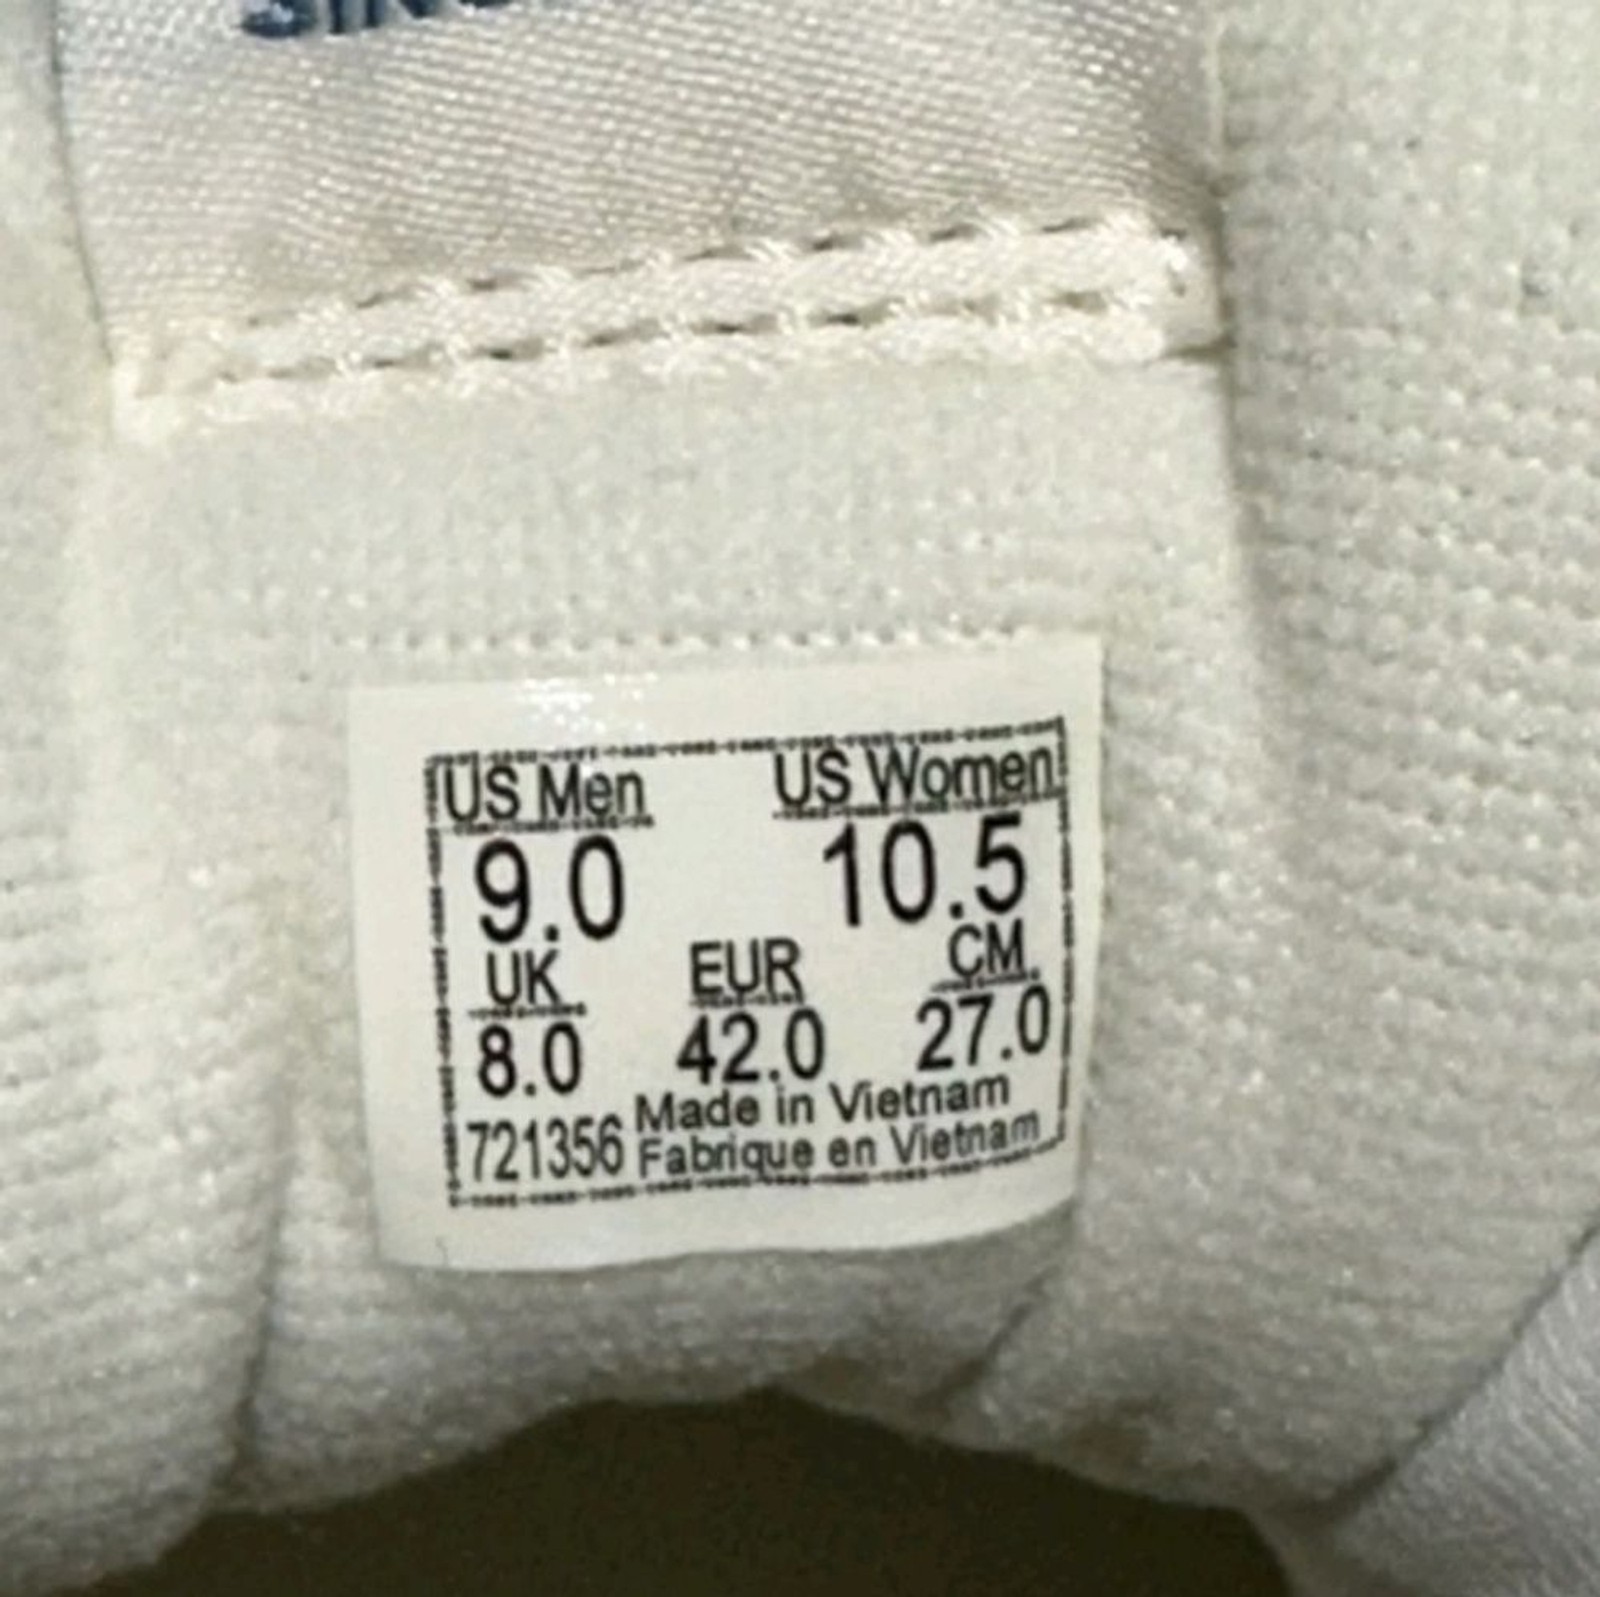 US Men US Women
9.0 10.5
UK EUR CM
8.0 42.0 27.0
721356 Made in Vietnam
Fabrique en Vietnam